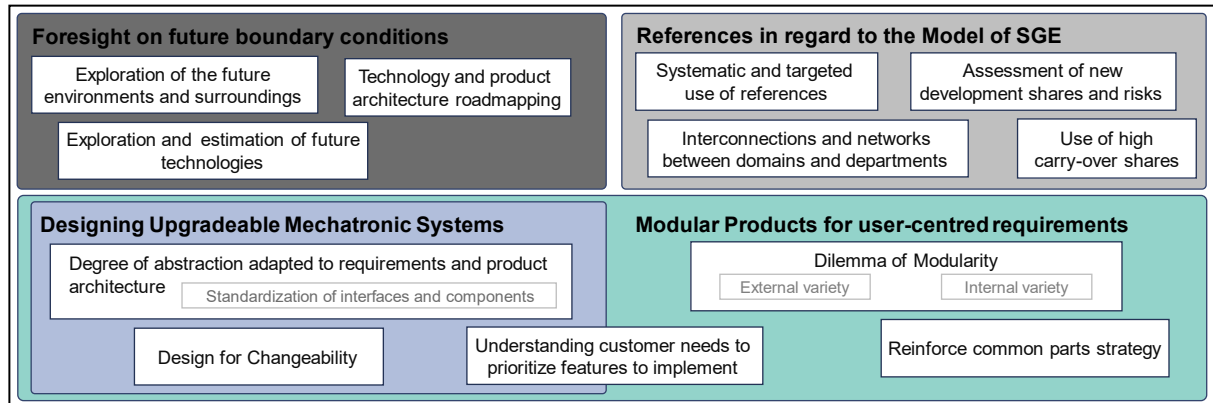 Foresight on future boundary conditions
Exploration of the future
environments and surroundings
Technology and product
architecture roadmapping
Exploration and estimation of future
technologies
References in regard to the Model of SGE
Systematic and targeted
use of references
Assessment of new
development shares and risks
Interconnections and networks
between domains and departments
Use of high
carry-over shares
Designing Upgradeable Mechatronic Systems
Degree of abstraction adapted to requirements and product
architecture
Standardization of interfaces and components
Design for Changeability
Understanding customer needs to
prioritize features to implement
Modular Products for user-centred requirements
Dilemma of Modularity
External variety
Internal variety
Reinforce common parts strategy